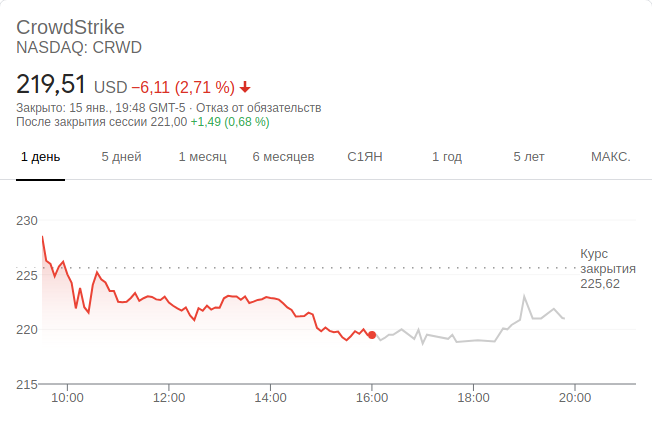 CrowdStrike
NASDAQ: CRWD
219,51 USD −6,11 (2,71 %)
Закрыто: 15 янв., 19:48 GMT-5 · Отказ от обязательств
После закрытия сессии 221,00 +1,49 (0,68 %)
1 день 5 дней 1 месяц 6 месяцев С1ЯН 1 год 5 лет МАКС.
230
Курс
закрытия
225,62
225
220
215
10:00 12:00 14:00 16:00 18:00 20:00